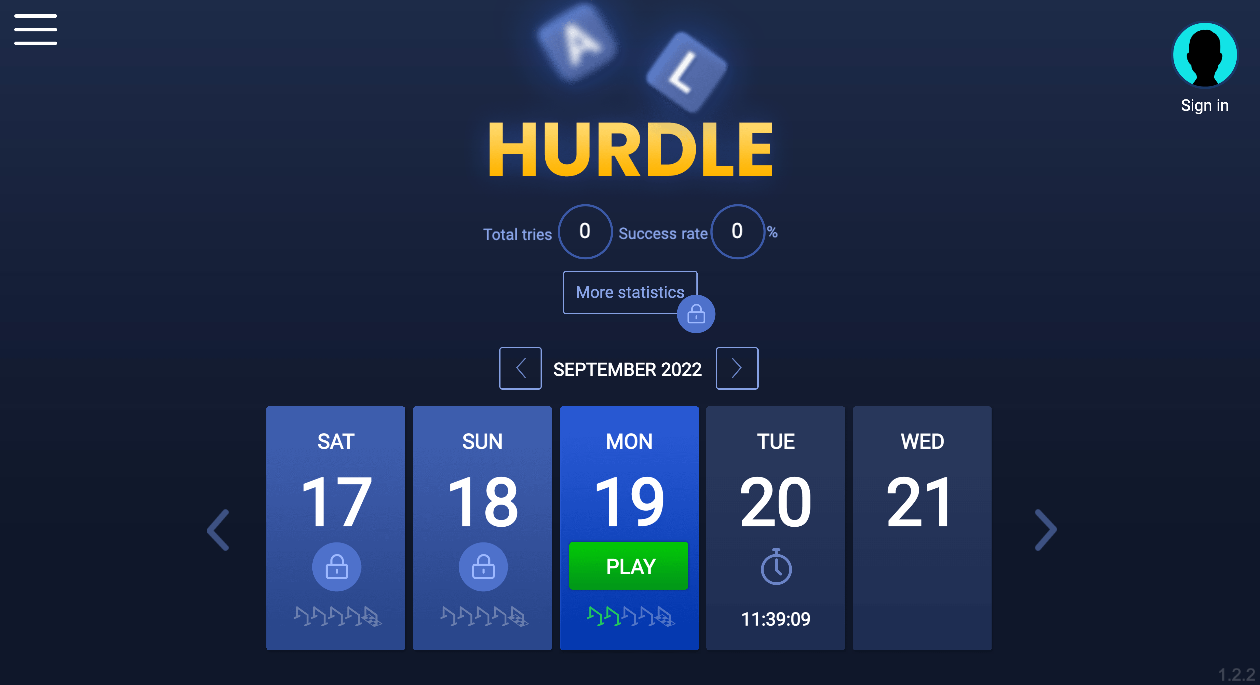 A L
HURDLE
Sign in
Total tries 0 Success rate 0 %
More statistics
SEPTEMBER 2022
SAT SUN MON TUE WED
17 18 19 20 21
PLAY
11:39:09
1.2.2